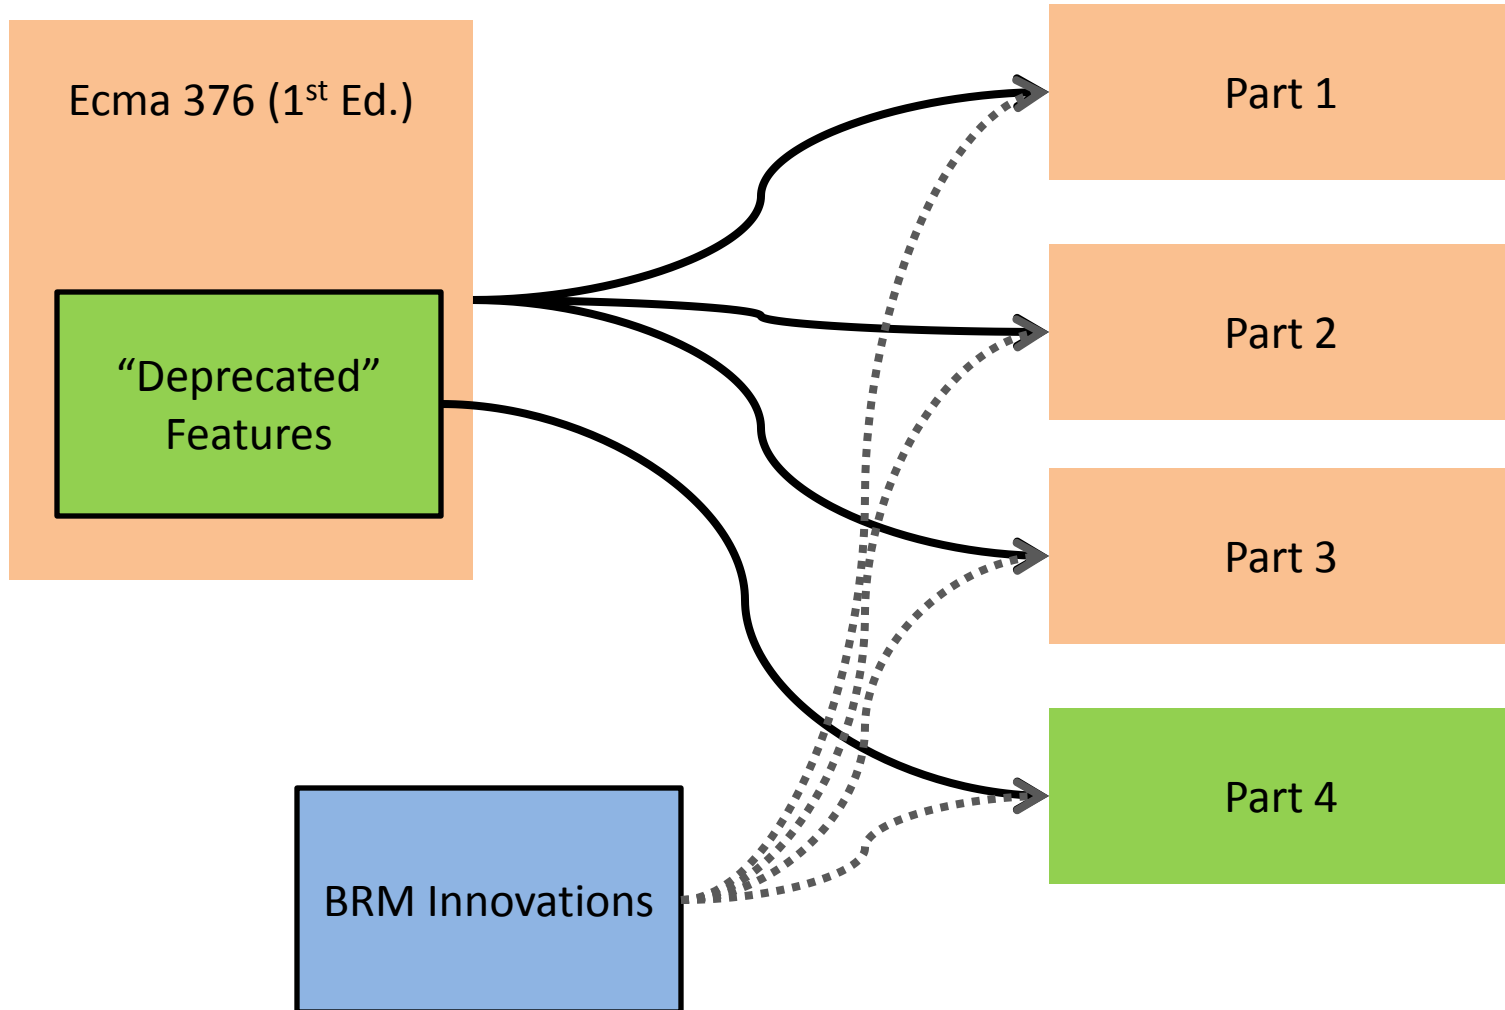 Ecma 376 (1st Ed.)
“Deprecated”
Features
BRM Innovations
Part 1
Part 2
Part 3
Part 4